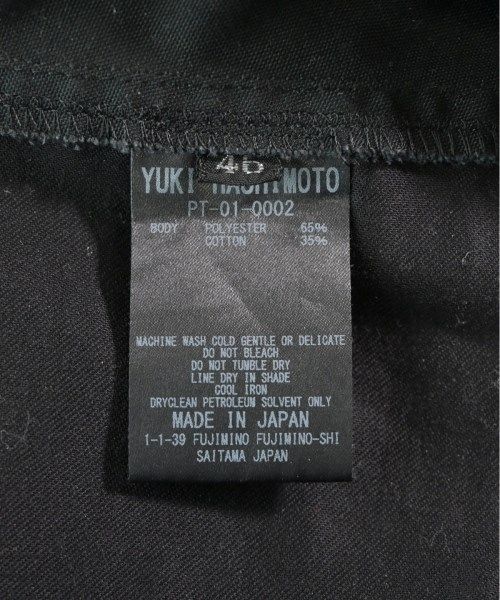 46
YUKI HASHIMOTO
PT-01-0002
BODY POLYESTER 65%
COTTON 35%
MACHINE WASH COLD GENTLE OR DELICATE
DO NOT BLEACH
DO NOT TUMBLE DRY
LINE DRY IN SHADE
COOL IRON
DRYCLEAN PETROLEUM SOLVENT ONLY
MADE IN JAPAN
1-1-39 FUJIMINO FUJIMINO-SHI
SAITAMA JAPAN